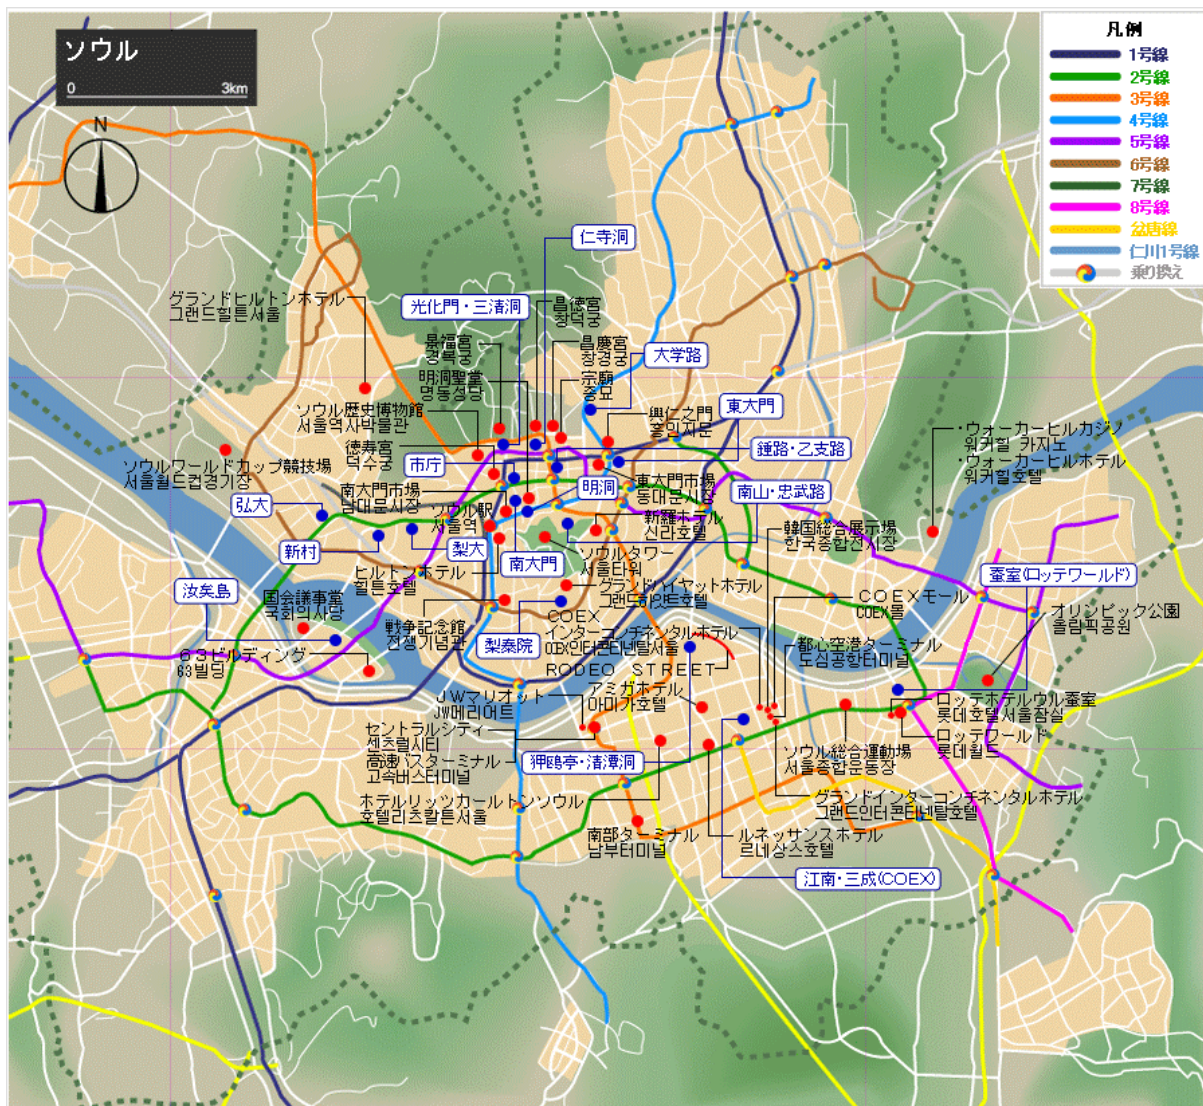 ソウル
0 3km
N
凡例
1号線
2号線
3号線
4号線
5号線
6号線
7号線
8号線
盆唐線
仁川1号線
乗り換え
仁寺洞
グランドヒルトンホテル
그랜드힐튼서울
光化門・三清洞
昌徳宮
창덕궁
景福宮
경복궁
昌慶宮
창경궁
大学路
明洞聖堂
명동성당
宗廟
종묘
東大門
ソウル歴史博物館
서울역사박물관
興仁之門
흥인지문
・ウォーカーヒルカジノ
워커힐 카지노
・ウォーカーヒルホテル
워커힐호텔
徳寿宮
덕수궁
鍾路・乙支路
ソウルワールドカップ競技場
서울월드컵경기장
市庁
東大門市場
동대문시장
南大門市場
남대문시장
明洞
南山・忠武路
弘大
ソウル駅
서울역
新羅ホテル
신라호텔
韓国総合展示場
한국종합전시장
新村
梨大
南大門
ソウルタワー
서울타워
蚕室(ロッテワールド)
ヒルトンホテル
힐튼호텔
汝矣島
国会議事堂
국회의사당
グランドハイヤットホテル
그랜드하얏트호텔
COEXモール
COEX몰
オリンピック公園
올림픽공원
戦争記念館
전쟁기념관
梨泰院
COEX
インターコンチネンタルホテル
COEX인터콘티넨탈서울
都心空港ターミナル
도심공항터미널
63ビルディング
63빌딩
RODEO STREET
JWマリオット
JW메리어트
アミガホテル
아미가호텔
ロッテホテルウル蚕室
롯데호텔서울잠실
セントラルシティ
센츠럴시티
高速バスターミナル
고속버스터미널
狎鴎亭・清潭洞
ソウル総合運動場
서울종합운동장
ロッテワールド
롯데월드
ホテルリッツカールトンソウル
호텔리츠칼튼서울
グランドインターコンチネンタルホテル
그랜드인터콘티넨탈호텔
南部ターミナル
남부터미널
ルネッサンスホテル
르네상스호텔
江南・三成(COEX)